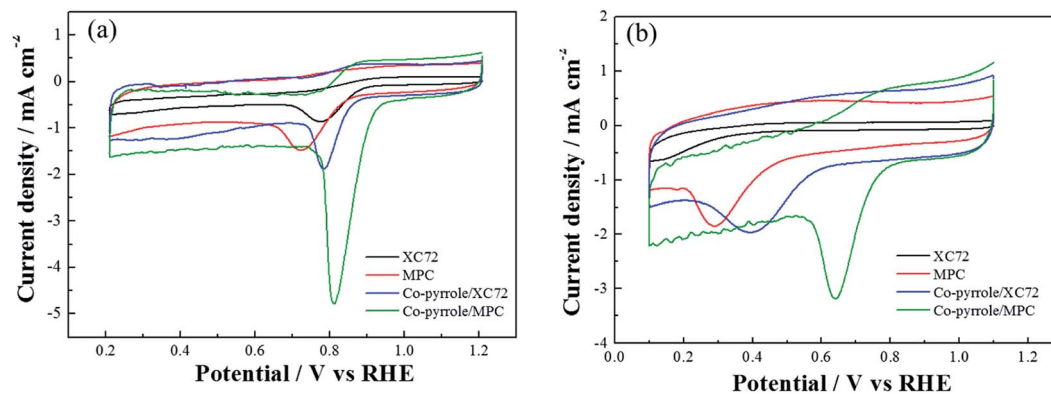 (a)
1
0
-1
-2
-3
-4
-5
0.2
0.4
0.6
0.8
1.0
1.2
Current density / mA cm⁻²
Potential / V vs RHE
XC72
MPC
Co-pyrrole/XC72
Co-pyrrole/MPC
(b)
2
1
0
-1
-2
-3
-4
0.0
0.2
0.4
0.6
0.8
1.0
1.2
Current density / mA cm⁻²
Potential / V vs RHE
XC72
MPC
Co-pyrrole/XC72
Co-pyrrole/MPC